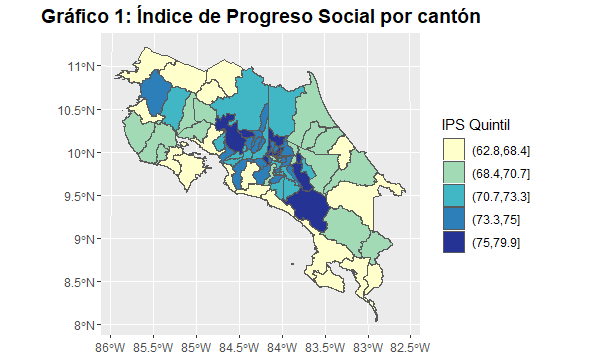 Gráfico 1: Índice de Progreso Social por cantón
11°N
10.5°N
10°N
9.5°N
9°N
8.5°N
8°N
86°W
85.5°W
85°W
84.5°W
84°W
83.5°W
83°W
82.5°W
IPS Quintil
(62.8,68.4]
(68.4,70.7]
(70.7,73.3]
(73.3,75]
(75,79.9]